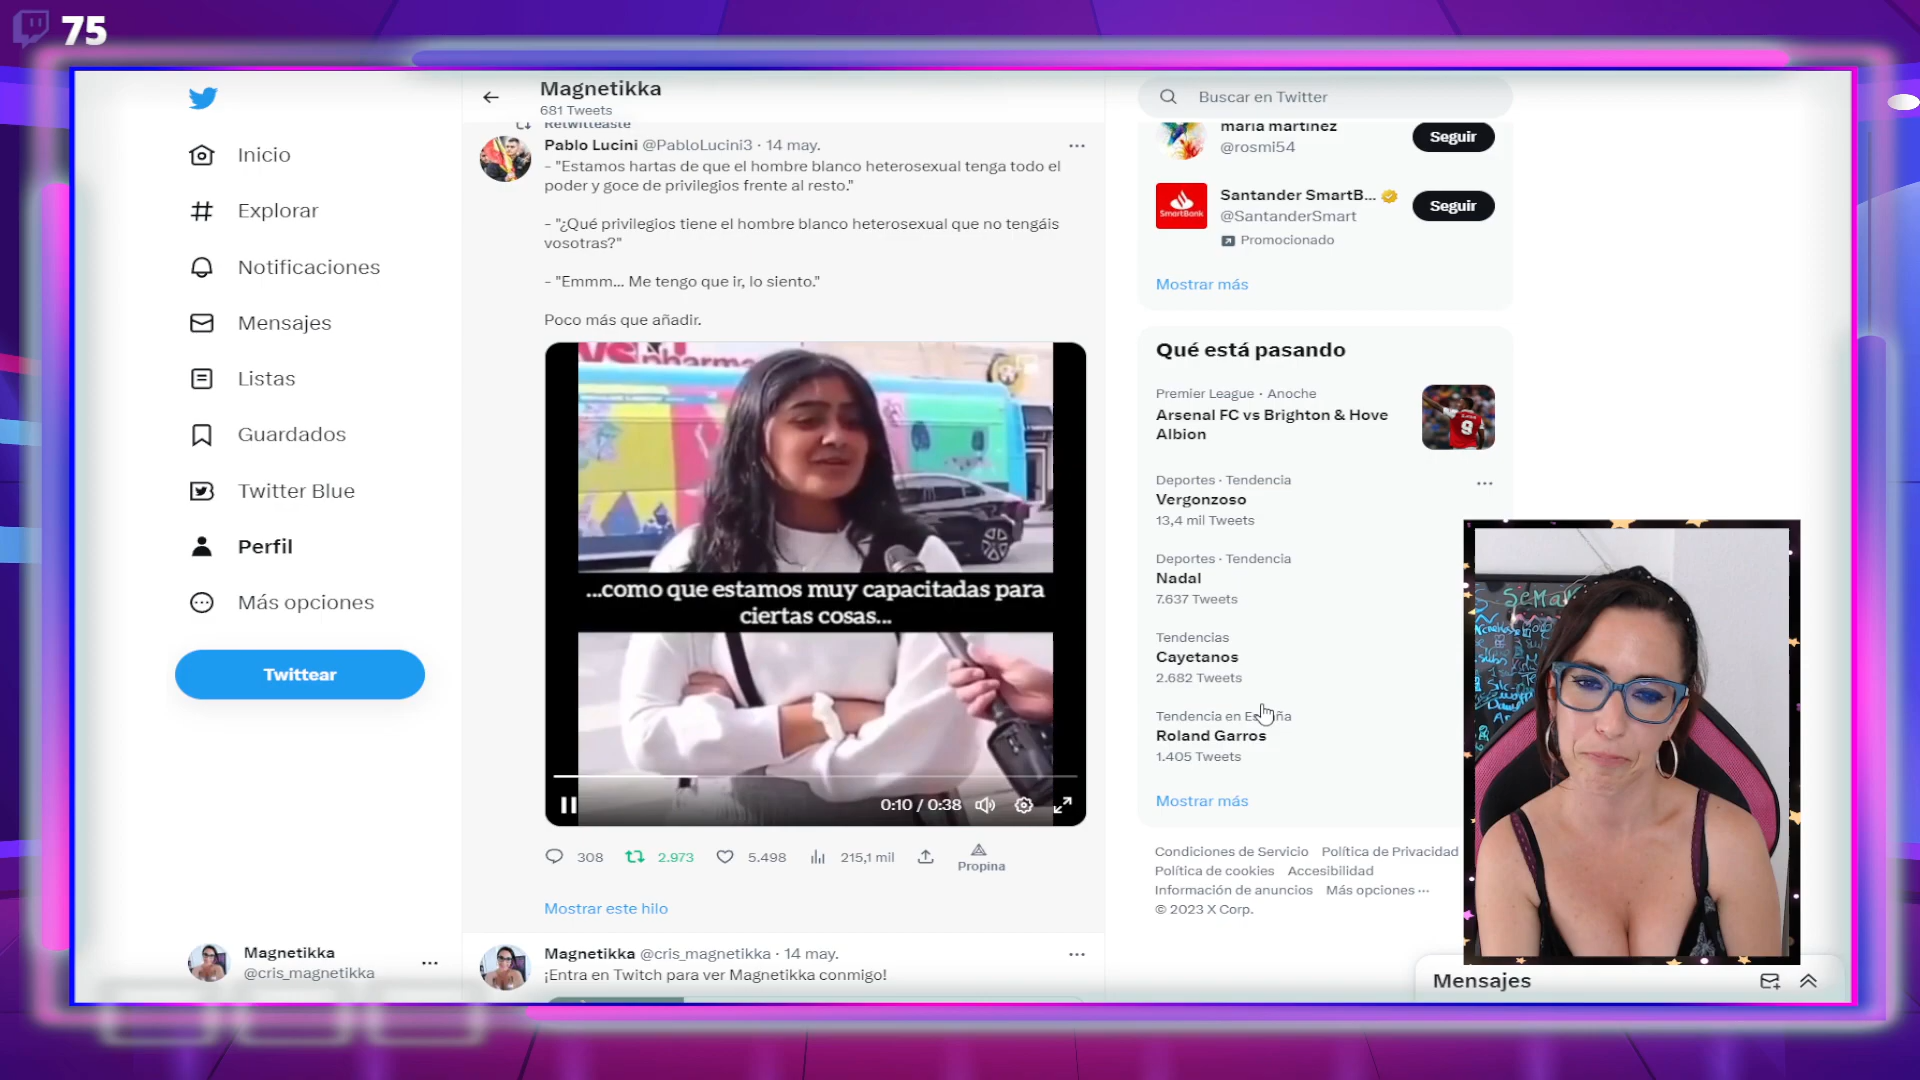 75
Magnetikka
681 Tweets
Retwitteaste
Pablo Lucini @PabloLucini3 · 14 may.
- "Estamos hartas de que el hombre blanco heterosexual tenga todo el
poder y goce de privilegios frente al resto."
- "¿Qué privilegios tiene el hombre blanco heterosexual que no tengáis
vosotras?"
- "Emmm... Me tengo que ir, lo siento."
Poco más que añadir.
pharma
...como que estamos muy capacitadas para
ciertas cosas...
0:10 / 0:38
308
2.973
5.498
215,1 mil
Propina
Mostrar este hilo
Magnetikka @cris_magnetikka · 14 may.
¡Entra en Twitch para ver Magnetikka conmigo!
Inicio
Explorar
Notificaciones
Mensajes
Listas
Guardados
Twitter Blue
Perfil
Más opciones
Twittear
Magnetikka
@cris_magnetikka
Buscar en Twitter
maria martinez
@rosmi54
Seguir
SmartBank
Santander SmartB...
@SantanderSmart
Promocionado
Seguir
Mostrar más
Qué está pasando
Premier League · Anoche
Arsenal FC vs Brighton & Hove
Albion
9
Deportes · Tendencia
Vergonzoso
13,4 mil Tweets
Deportes · Tendencia
Nadal
7.637 Tweets
Tendencias
Cayetanos
2.682 Tweets
Tendencia en España
Roland Garros
1.405 Tweets
Mostrar más
Condiciones de Servicio Política de Privacidad
Política de cookies Accesibilidad
Información de anuncios Más opciones ···
© 2023 X Corp.
Mensajes